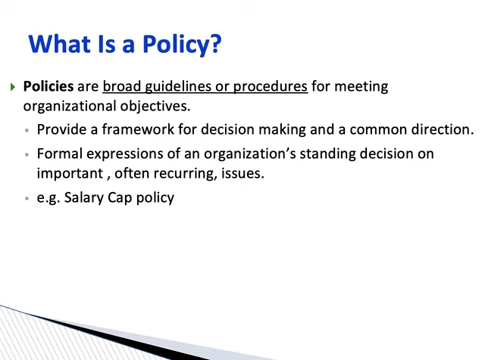 What Is a Policy?
Policies are broad guidelines or procedures for meeting
organizational objectives.
Provide a framework for decision making and a common direction.
Formal expressions of an organization's standing decision on
important , often recurring, issues.
e.g. Salary Cap policy